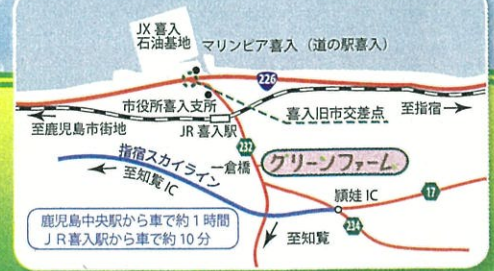 JX 喜入
石油基地
マリンピア喜入（道の駅喜入）
226
市役所喜入支所
喜入旧市交差点
至指宿
至鹿児島市街地
JR 喜入駅
指宿スカイライン
232
一倉橋
グリーンファーム
至知覧 IC
頴娃 IC
17
鹿児島中央駅から車で約１時間
ＪＲ喜入駅から車で約 10 分
至知覧
234